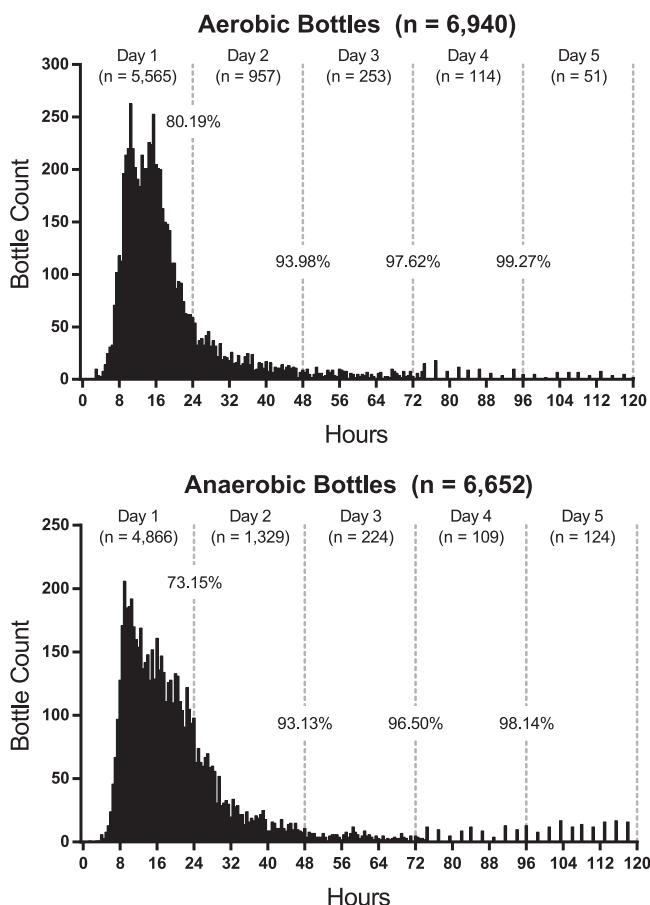 Aerobic Bottles (n = 6,940)
Day 1 Day 2 Day 3 Day 4 Day 5
(n = 5,565) (n = 957) (n = 253) (n = 114) (n = 51)
300
250
200
150
100
50
0
Bottle Count
80.19%
93.98% 97.62% 99.27%
0 8 16 24 32 40 48 56 64 72 80 88 96 104 112 120
Hours
Anaerobic Bottles (n = 6,652)
Day 1 Day 2 Day 3 Day 4 Day 5
(n = 4,866) (n = 1,329) (n = 224) (n = 109) (n = 124)
250
200
150
100
50
0
Bottle Count
73.15%
93.13% 96.50% 98.14%
0 8 16 24 32 40 48 56 64 72 80 88 96 104 112 120
Hours